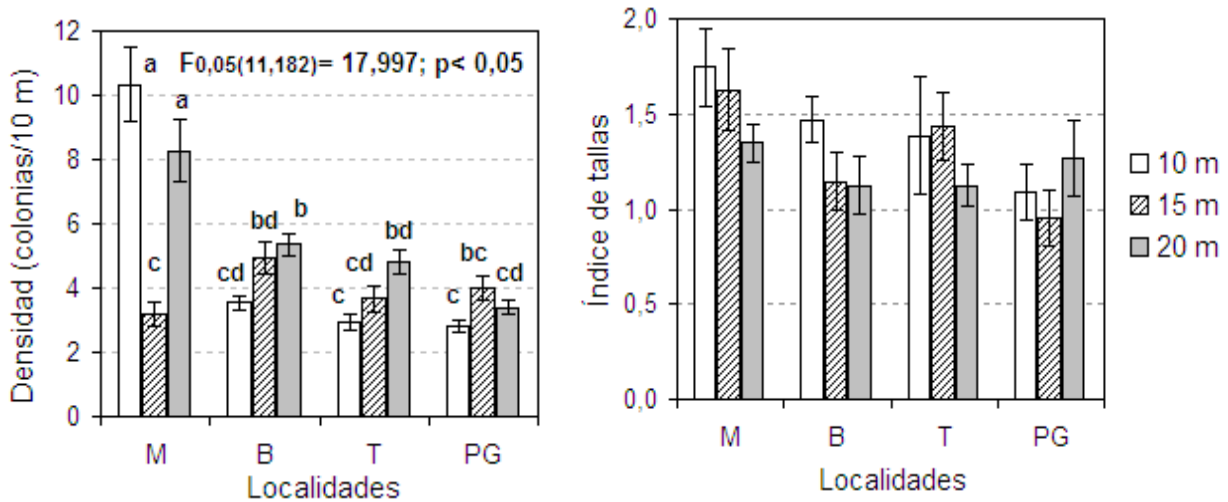 Densidad (colonias/10 m)
12
10
8
6
4
2
0
F0,05(11,182)= 17,997; p< 0,05
a
c
a
cd
bd
b
c
cd
bd
c
bc
cd
M B T PG
Localidades
Índice de tallas
2,0
1,5
1,0
0,5
0,0
M B T PG
Localidades
10 m
15 m
20 m